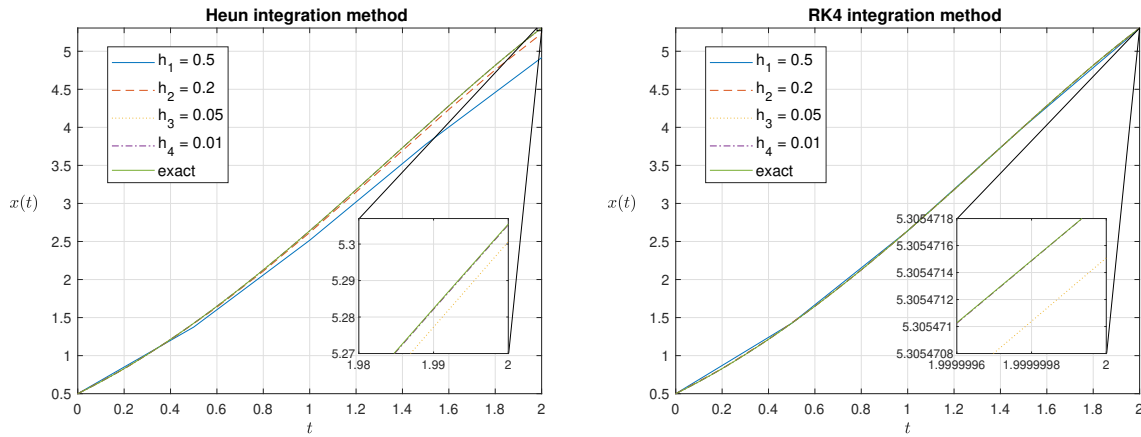 Heun integration method
5
4.5
4
3.5
3
2.5
2
1.5
1
0.5
x(t)
h1 = 0.5
h2 = 0.2
h3 = 0.05
h4 = 0.01
exact
5.3
5.29
5.28
5.27
1.98 1.99 2
0 0.2 0.4 0.6 0.8 1 1.2 1.4 1.6 1.8 2
t
RK4 integration method
5
4.5
4
3.5
3
2.5
2
1.5
1
0.5
x(t)
h1 = 0.5
h2 = 0.2
h3 = 0.05
h4 = 0.01
exact
5.3054718
5.3054716
5.3054714
5.3054712
5.305471
5.3054708
1.9999996 1.9999998 2
0 0.2 0.4 0.6 0.8 1 1.2 1.4 1.6 1.8 2
t